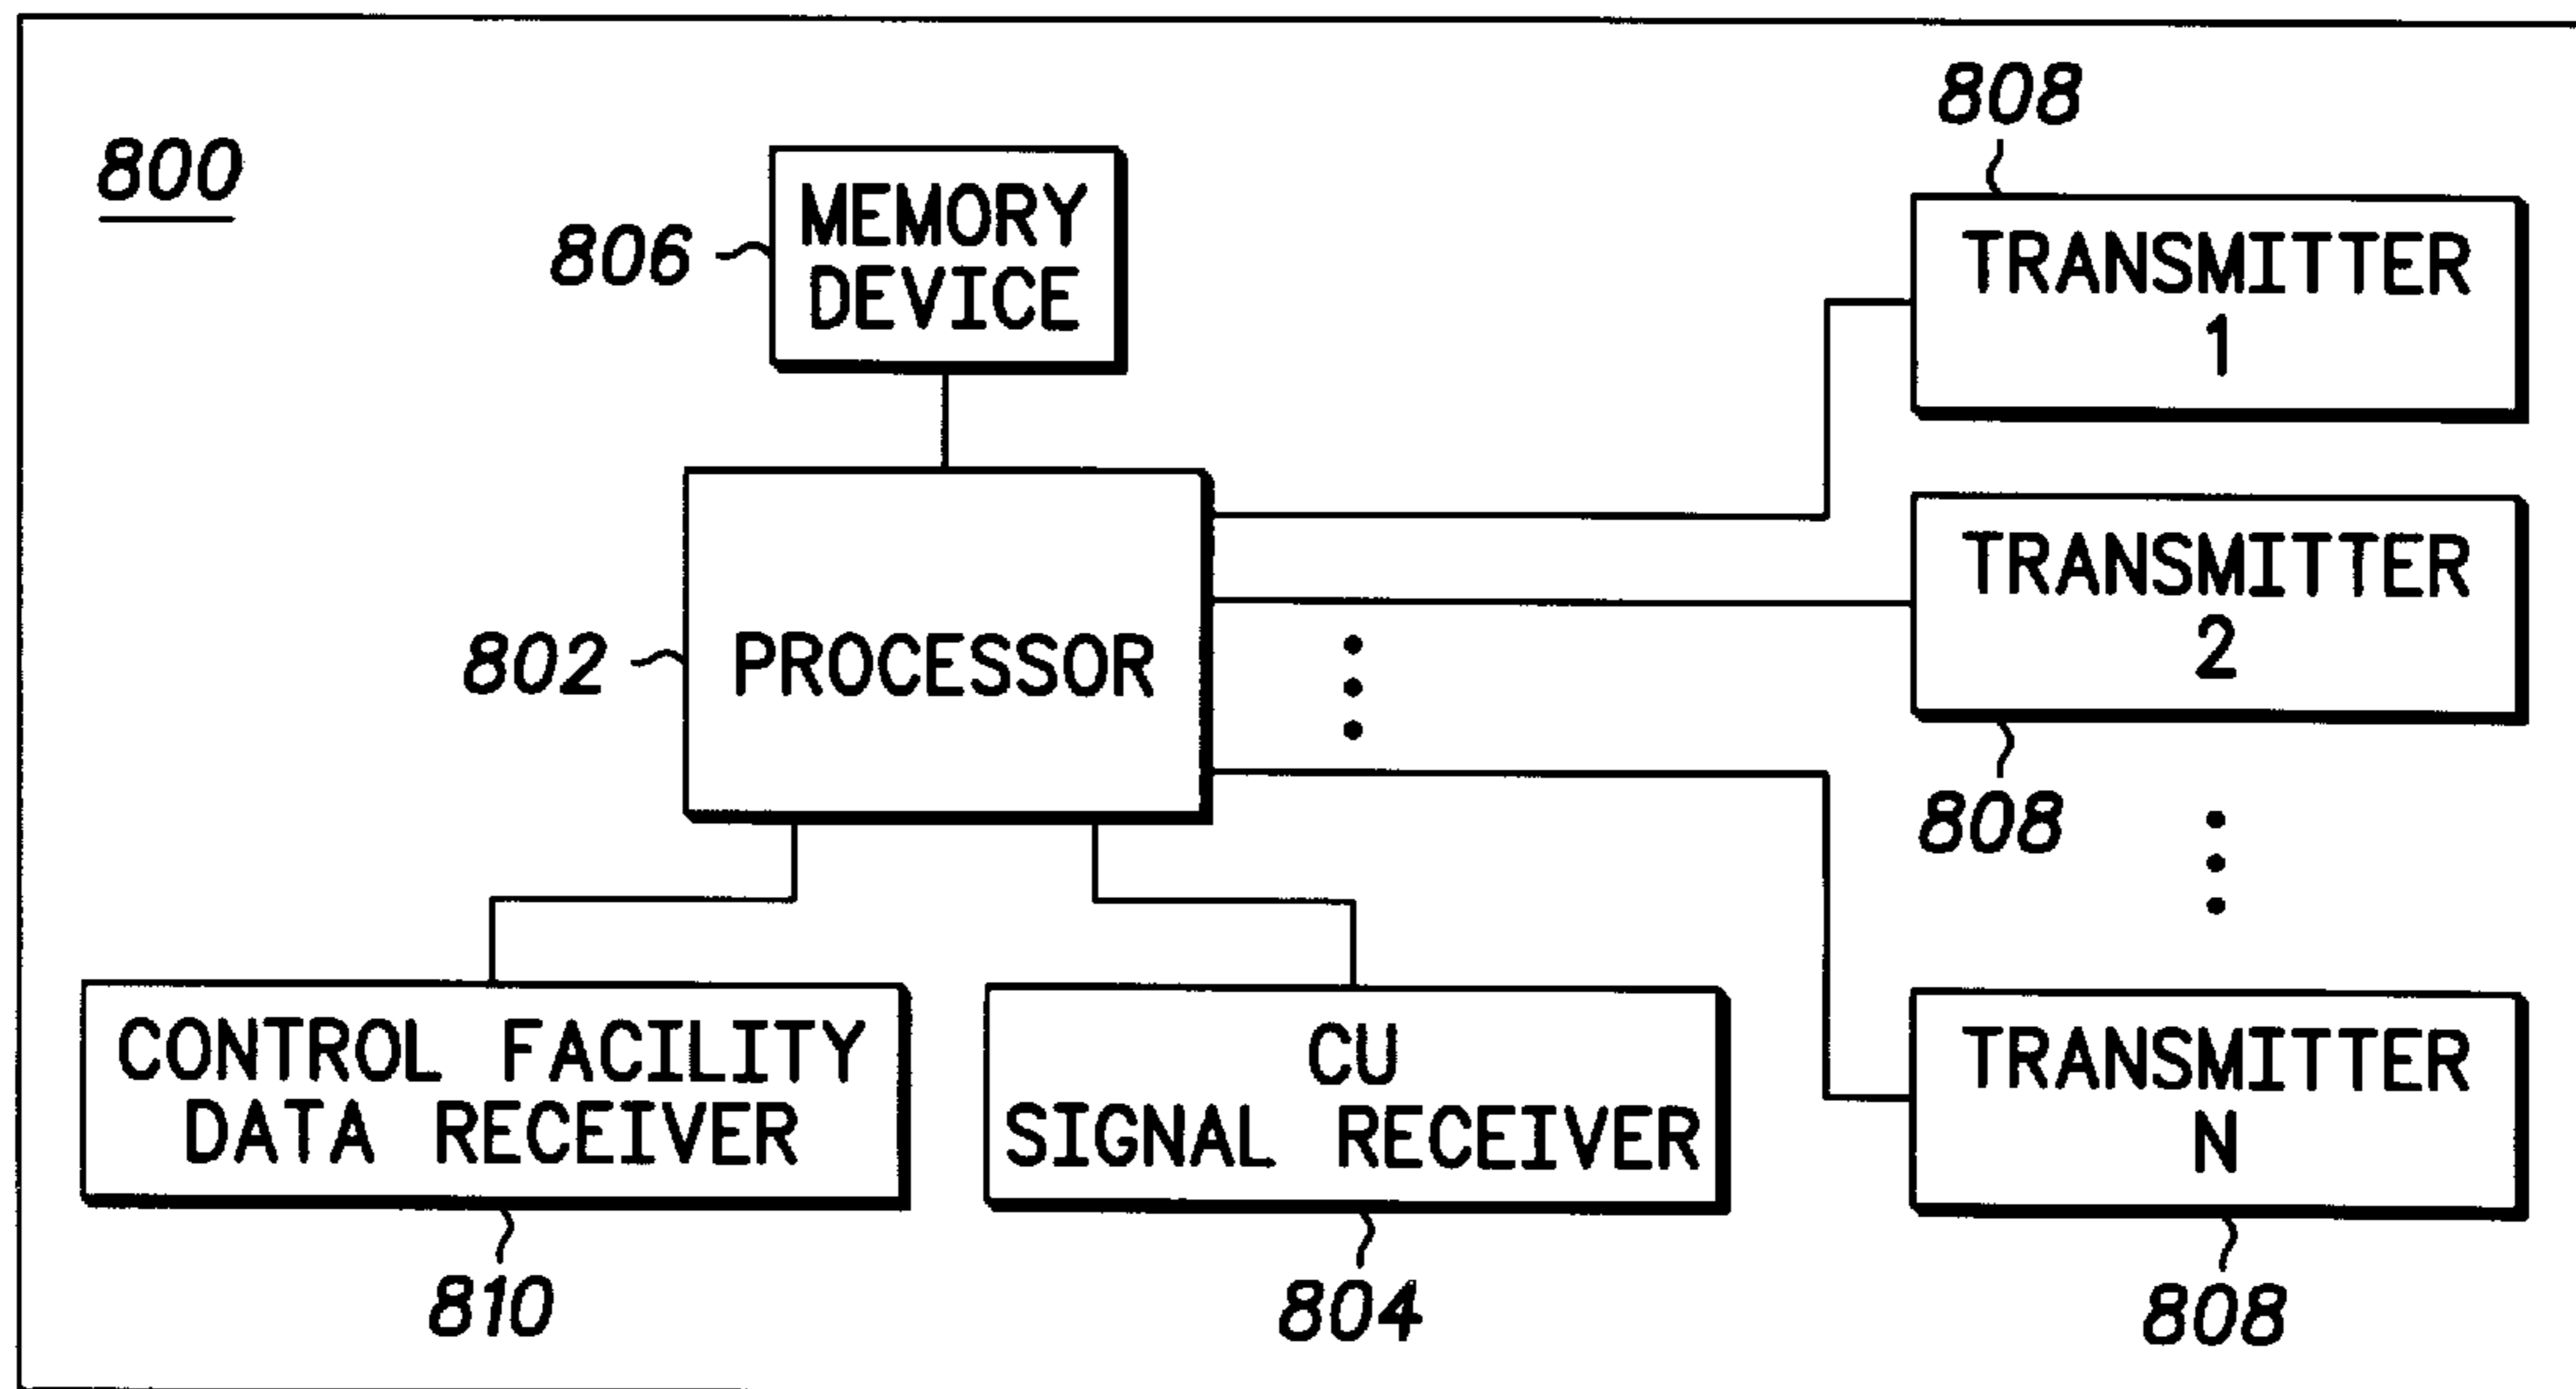 800
808
MEMORY
DEVICE
806
TRANSMITTER
1
PROCESSOR
802
TRANSMITTER
2
808
CONTROL FACILITY
DATA RECEIVER
810
CU
SIGNAL RECEIVER
804
TRANSMITTER
N
808